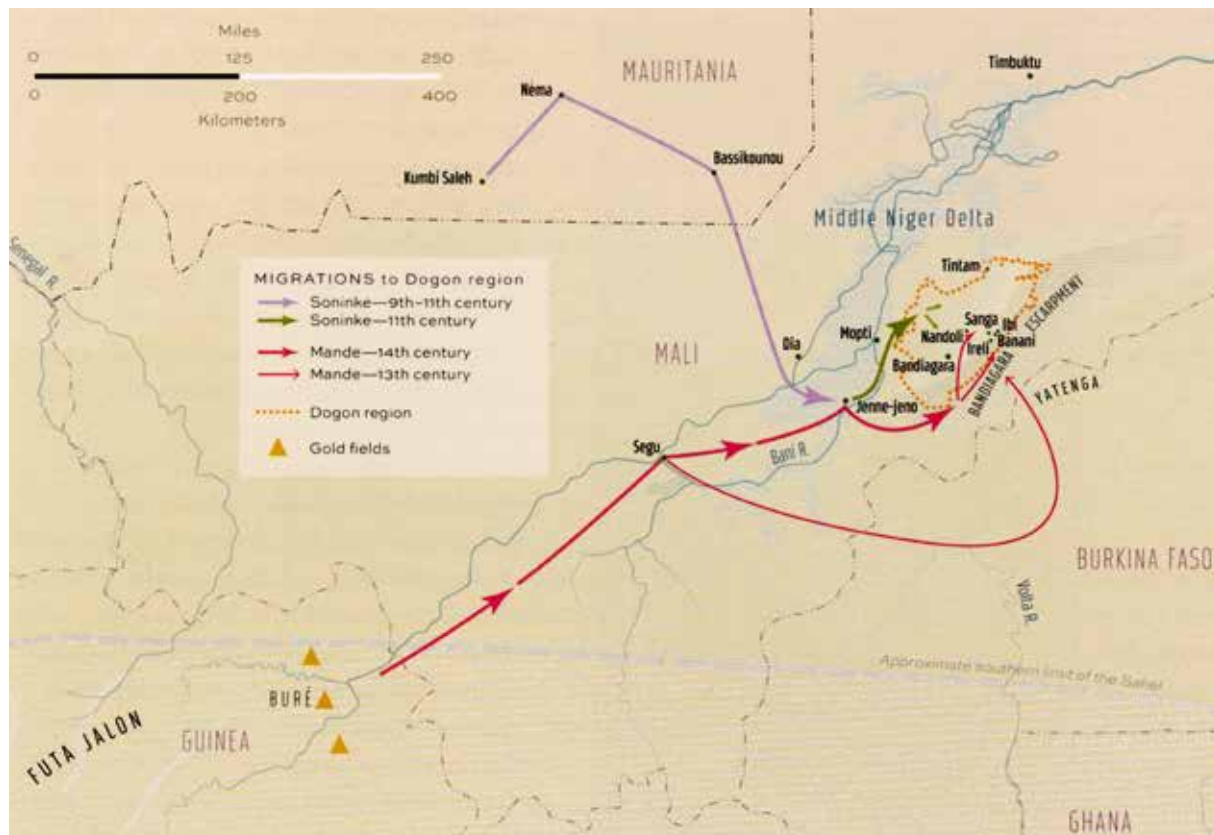 Miles
0 125 250
0 200 400
Kilometers
MAURITANIA
Timbuktu
Néma
Bassikounou
Kumbi Saleh
Middle Niger Delta
Senegal R.
MIGRATIONS to Dogon region
Soninke—9th–11th century
Soninke—11th century
Mande—14th century
Mande—13th century
Dogon region
Gold fields
Tintam
ESCARPMENT
Mopti
Sanga
Ibi
Nandoli
Banani
Ireli
Dia
MALI
Bandiagara
BANDIAGARA
YATENGA
Jenne-jeno
Segu
Bani R.
BURKINA FASO
Volta R.
Approximate southern limit of the Sahel
BURÉ
GUINEA
FUTA JALON
GHANA